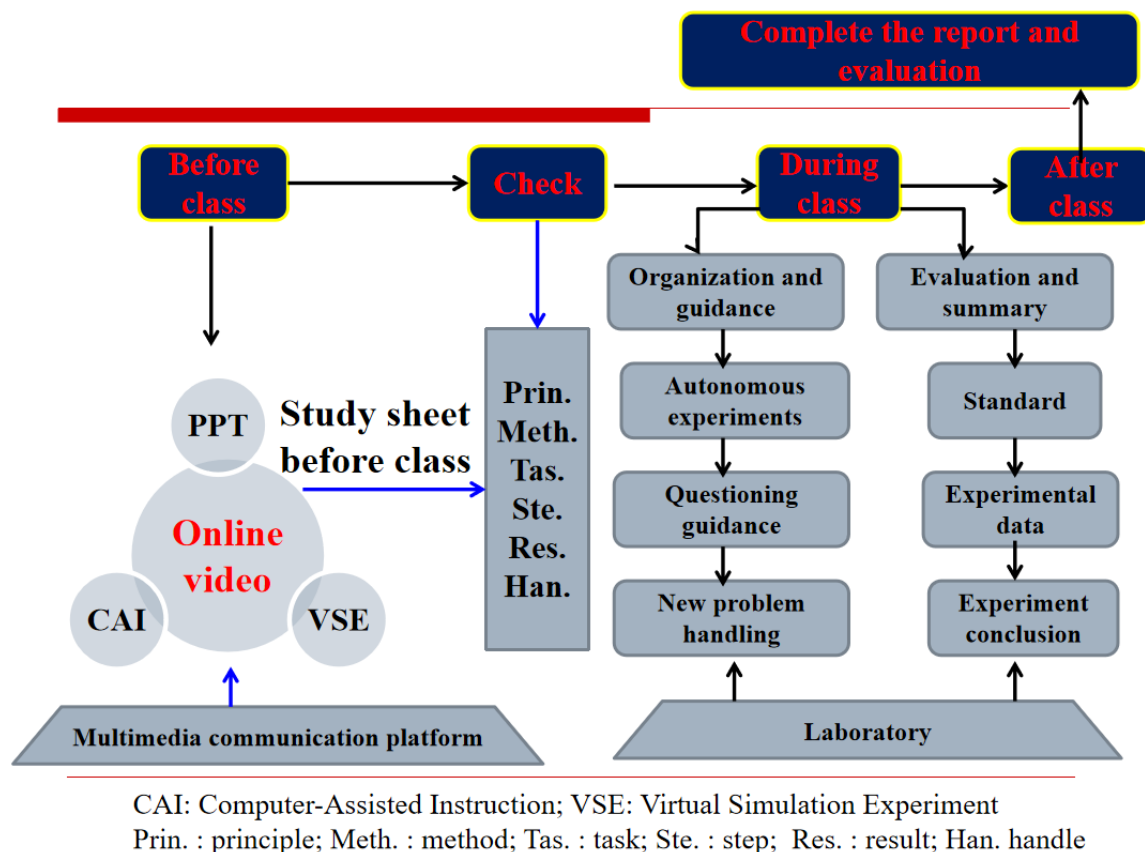 Complete the report and
evaluation
Before
class
Check
During
class
After
class
Organization and
guidance
Evaluation and
summary
Autonomous
experiments
Standard
Questioning
guidance
Experimental
data
New problem
handling
Experiment
conclusion
PPT
Study sheet
before class
Online
video
CAI
VSE
Prin.
Meth.
Tas.
Ste.
Res.
Han.
Multimedia communication platform
Laboratory
CAI: Computer-Assisted Instruction; VSE: Virtual Simulation Experiment
Prin. : principle; Meth. : method; Tas. : task; Ste. : step; Res. : result; Han. handle